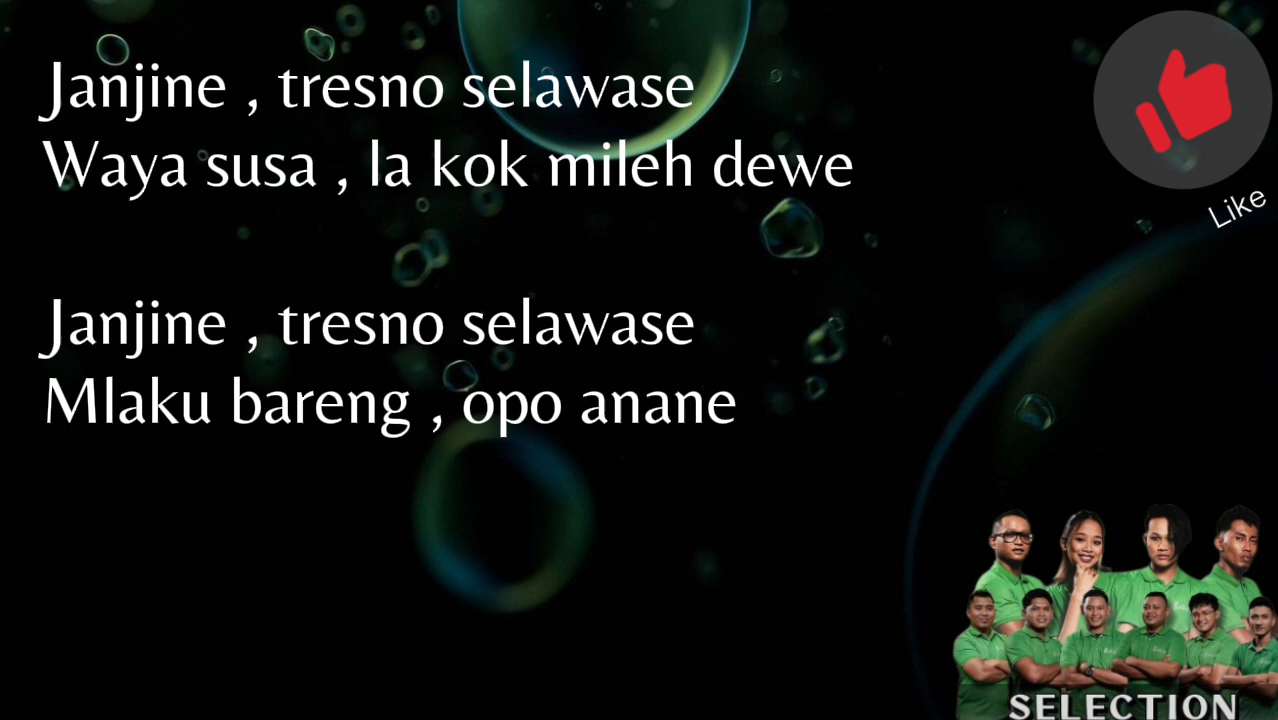 Janjine , tresno selawase
Waya susa , la kok mileh dewe
Janjine , tresno selawase
Mlaku bareng , opo anane
Like
SELECTION